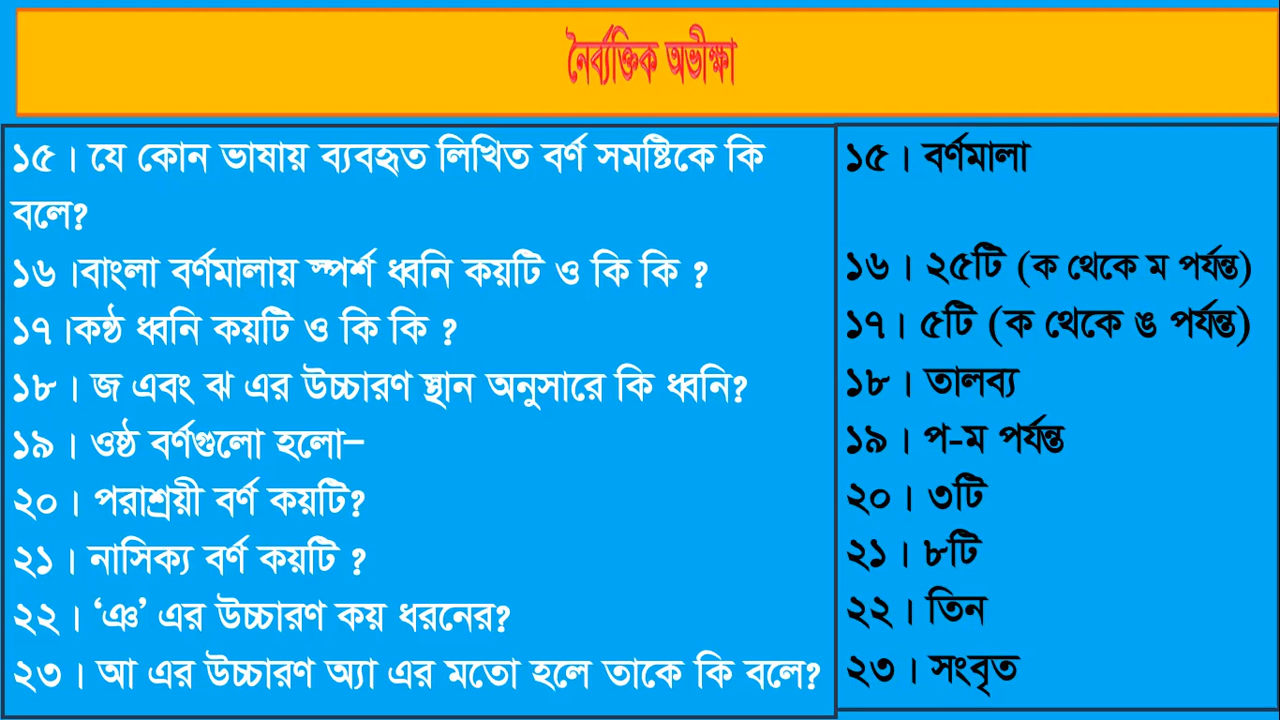 নৈর্ব্যক্তিক অভীক্ষা
১৫। যে কোন ভাষায় ব্যবহৃত লিখিত বর্ণ সমষ্টিকে কি
বলে?
১৬ ।বাংলা বর্ণমালায় স্পর্শ ধ্বনি কয়টি ও কি কি ?
১৭ ।কন্ঠ ধ্বনি কয়টি ও কি কি ?
১৮। জ এবং ঝ এর উচ্চারণ স্থান অনুসারে কি ধ্বনি?
১৯। ওষ্ঠ বর্ণগুলো হলো–
২০। পরাশ্রয়ী বর্ণ কয়টি?
২১। নাসিক্য বর্ণ কয়টি ?
২২। ‘ঞ’ এর উচ্চারণ কয় ধরনের?
২৩। আ এর উচ্চারণ অ্যা এর মতো হলে তাকে কি বলে?
১৫। বর্ণমালা
১৬। ২৫টি (ক থেকে ম পর্যন্ত)
১৭। ৫টি (ক থেকে ঙ পর্যন্ত)
১৮। তালব্য
১৯। প-ম পর্যন্ত
২০। ৩টি
২১। ৮টি
২২। তিন
২৩। সংবৃত